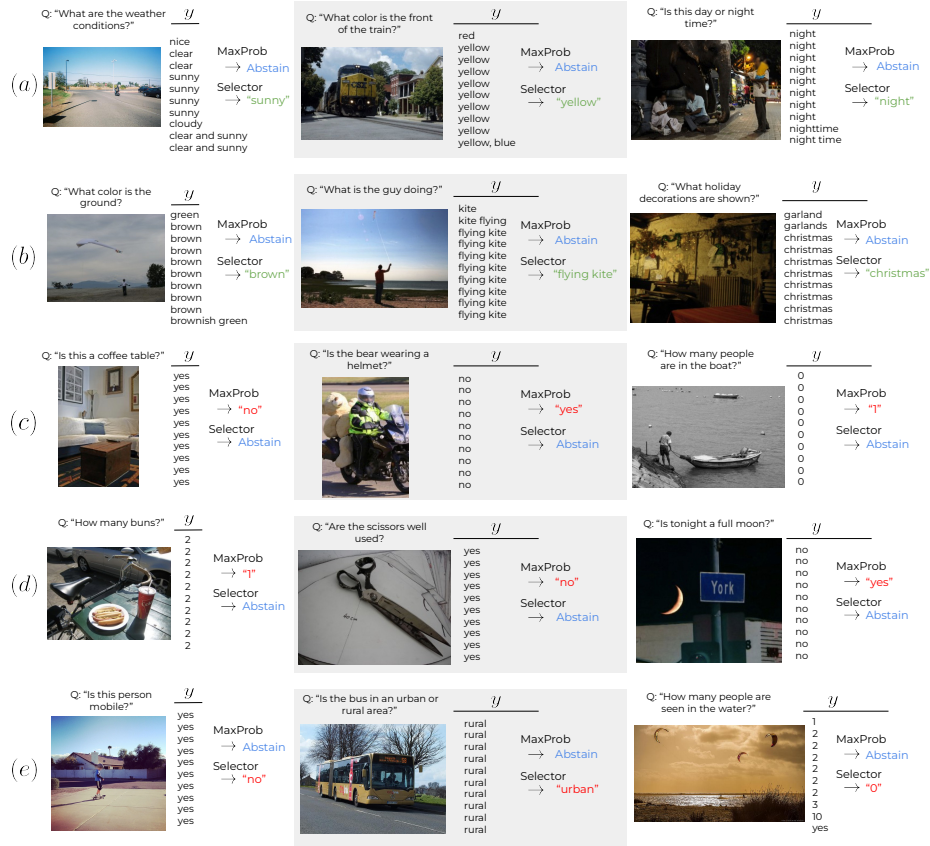 (a)
Q: “What are the weather
conditions?”
y
nice
clear
clear
sunny
sunny
sunny
sunny
cloudy
clear and sunny
clear and sunny
MaxProb
→ Abstain
Selector
→ “sunny”
Q: “What color is the front
of the train?”
y
red
yellow
yellow
yellow
yellow
yellow
yellow
yellow
yellow
yellow, blue
MaxProb
→ Abstain
Selector
→ “yellow”
Q: “Is this day or night
time?”
y
night
night
night
night
night
night
night
night
nighttime
night time
MaxProb
→ Abstain
Selector
→ “night”
(b)
Q: “What color is the
ground?
y
green
brown
brown
brown
brown
brown
brown
brown
brown
brownish green
MaxProb
→ Abstain
Selector
→ “brown”
Q: “What is the guy doing?”
y
kite
kite flying
flying kite
flying kite
flying kite
flying kite
flying kite
flying kite
flying kite
flying kite
MaxProb
→ Abstain
Selector
→ “flying kite”
Q: “What holiday
decorations are shown?”
y
garland
garlands
christmas
christmas
christmas
christmas
christmas
christmas
christmas
christmas
MaxProb
→ Abstain
Selector
→ “christmas”
(c)
Q: “Is this a coffee table?”
y
yes
yes
yes
yes
yes
yes
yes
yes
yes
yes
MaxProb
→ “no”
Selector
→ Abstain
Q: “Is the bear wearing a
helmet?”
y
no
no
no
no
no
no
no
no
no
no
MaxProb
→ “yes”
Selector
→ Abstain
Q: “How many people
are in the boat?”
y
0
0
0
0
0
0
0
0
0
0
MaxProb
→ “1”
Selector
→ Abstain
(d)
Q: “How many buns?”
y
2
2
2
2
2
2
2
2
2
2
MaxProb
→ “1”
Selector
→ Abstain
Q: “Are the scissors well
used?
y
yes
yes
yes
yes
yes
yes
yes
yes
yes
yes
MaxProb
→ “no”
Selector
→ Abstain
Q: “Is tonight a full moon?”
York
y
no
no
no
no
no
no
no
no
no
no
MaxProb
→ “yes”
Selector
→ Abstain
(e)
Q: “Is this person
mobile?”
y
yes
yes
yes
yes
yes
yes
yes
yes
yes
yes
MaxProb
→ Abstain
Selector
→ “no”
Q: “Is the bus in an urban or
rural area?”
y
rural
rural
rural
rural
rural
rural
rural
rural
rural
rural
MaxProb
→ Abstain
Selector
→ “urban”
Q: “How many people are
seen in the water?”
y
1
2
2
2
2
2
2
3
10
yes
MaxProb
→ Abstain
Selector
→ “0”